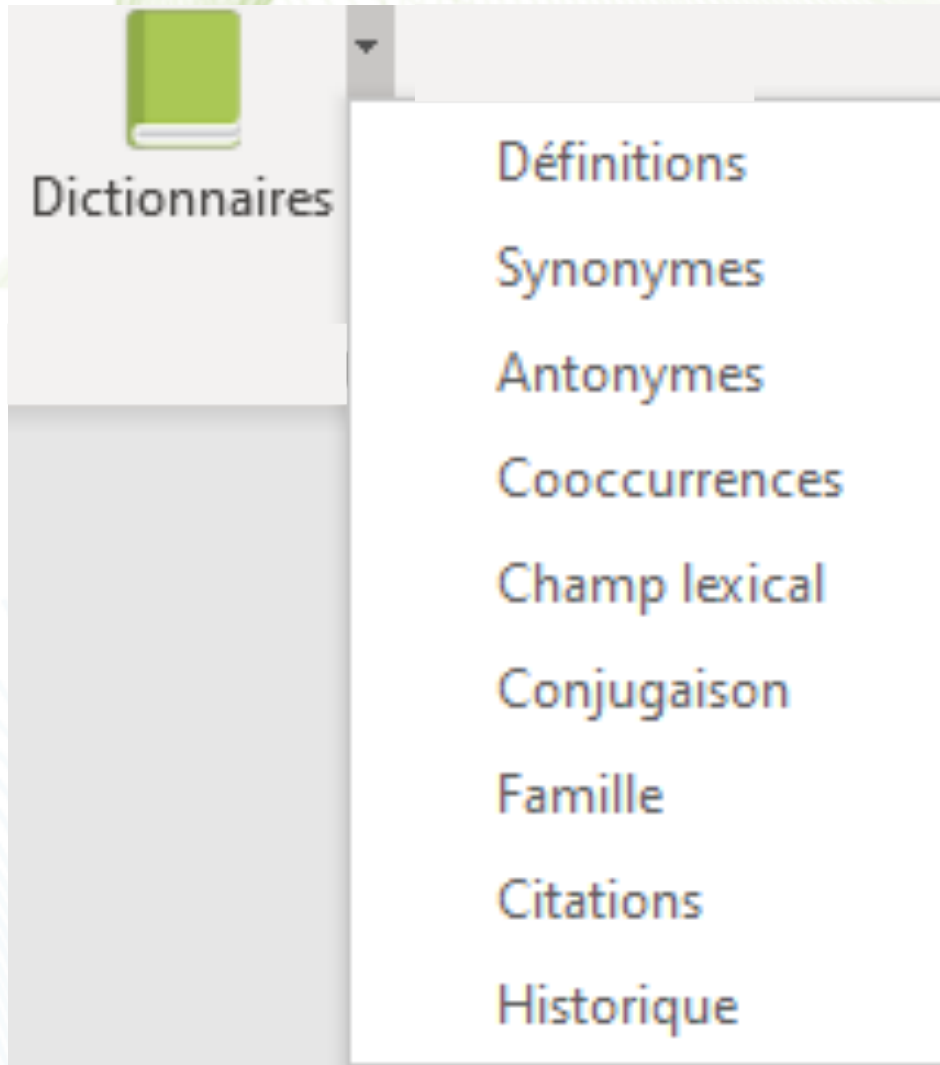 Dictionnaires
Définitions
Synonymes
Antonymes
Cooccurrences
Champ lexical
Conjugaison
Famille
Citations
Historique